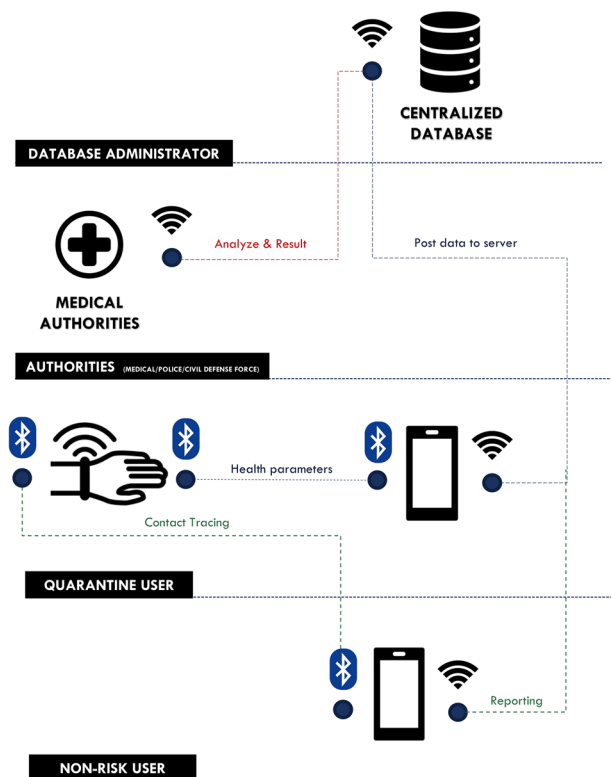 CENTRALIZED
DATABASE
DATABASE ADMINISTRATOR
Analyze & Result
Post data to server
MEDICAL
AUTHORITIES
AUTHORITIES (MEDICAL/POLICE/CIVIL DEFENSE FORCE)
Health parameters
Contact Tracing
QUARANTINE USER
Reporting
NON-RISK USER